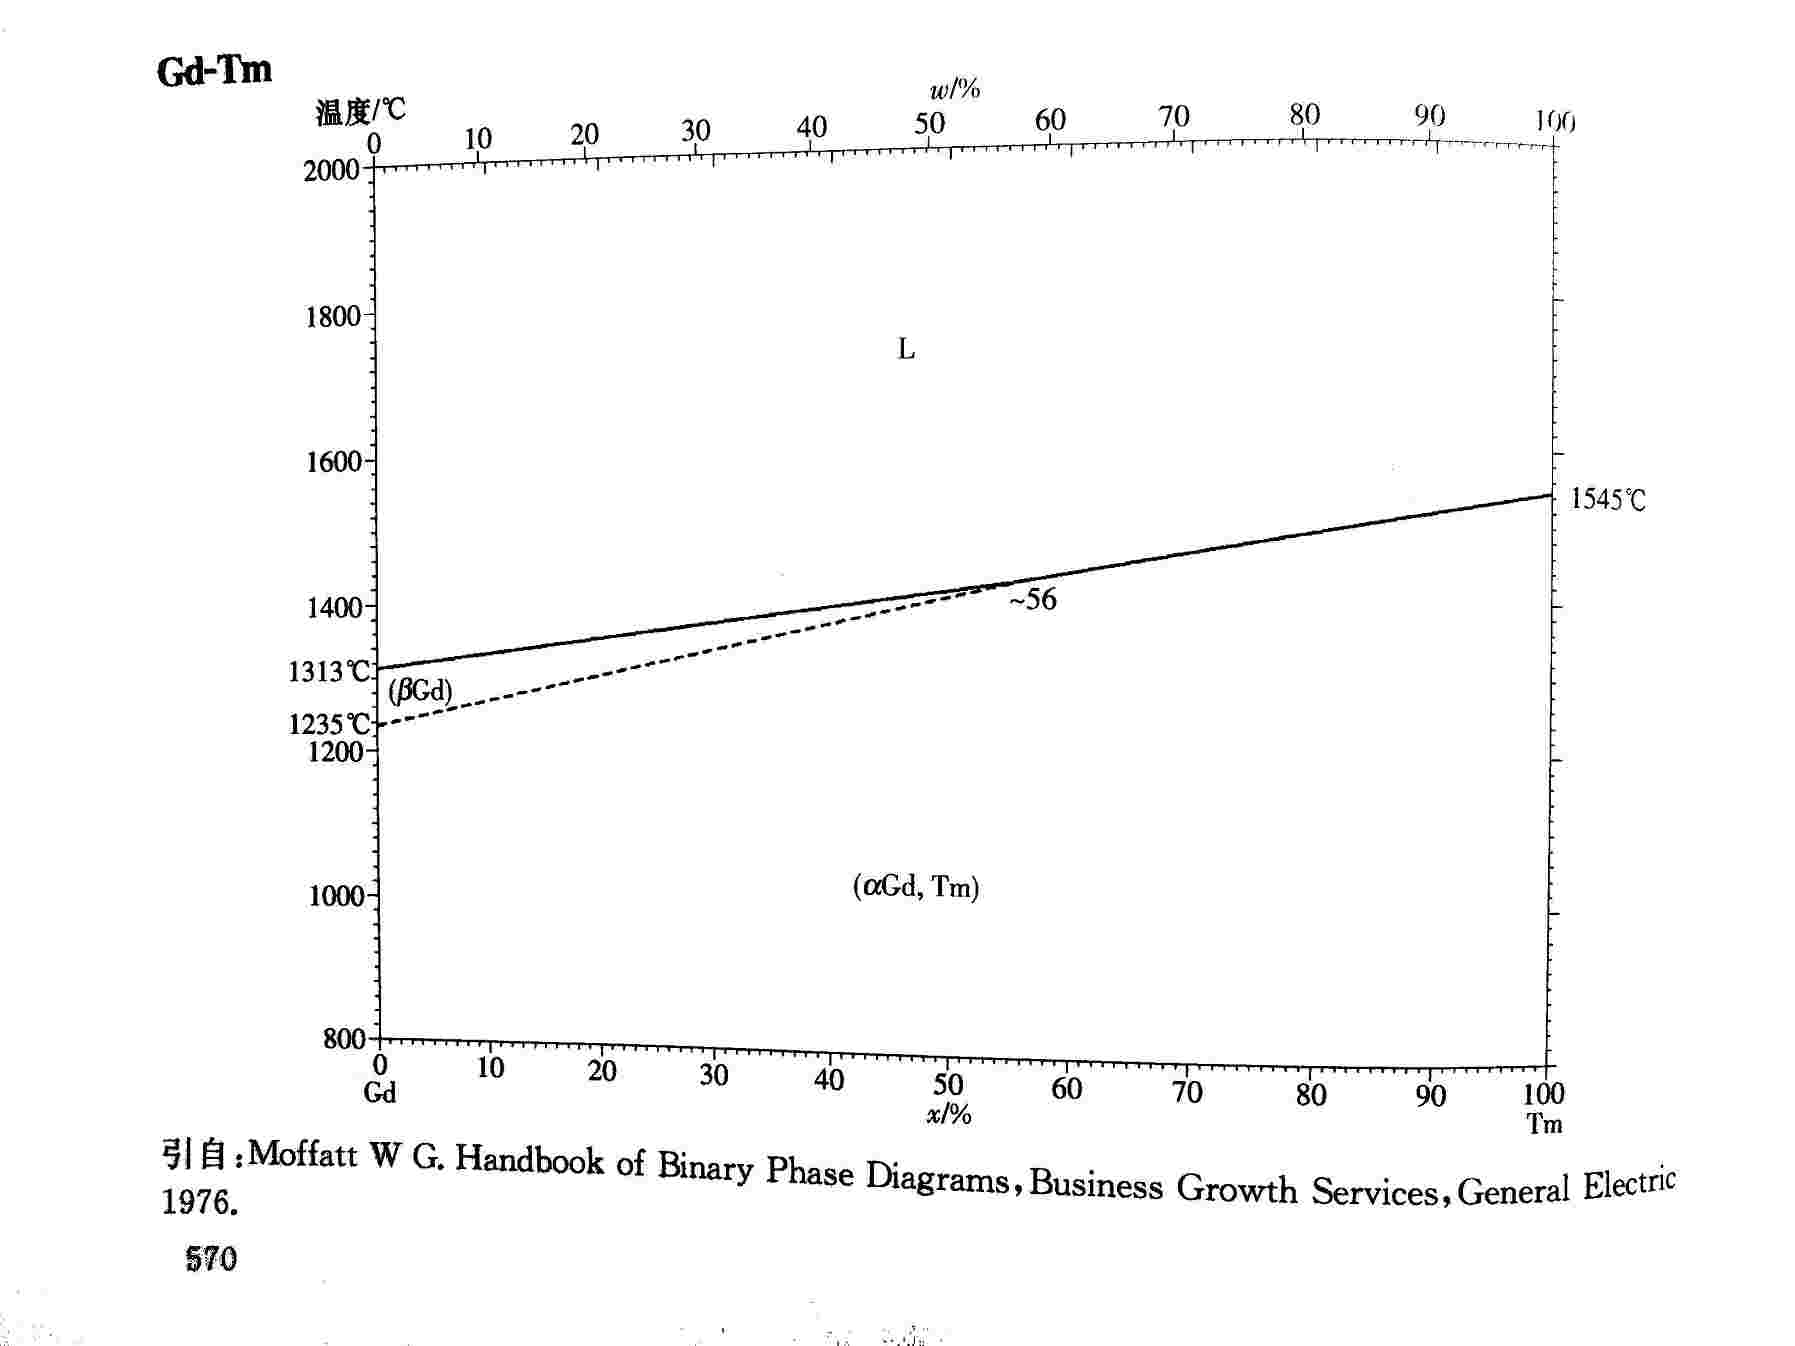 Gd-Tm
温度/℃
w/%
0 10 20 30 40 50 60 70 80 90 100
2000
1800
L
1600
1545℃
1400
~56
1313℃
(βGd)
1235℃
1200
(αGd, Tm)
1000
800
0 10 20 30 40 50 60 70 80 90 100
Gd
x/%
Tm
引自:Moffatt W G. Handbook of Binary Phase Diagrams, Business Growth Services, General Electric
1976.
570